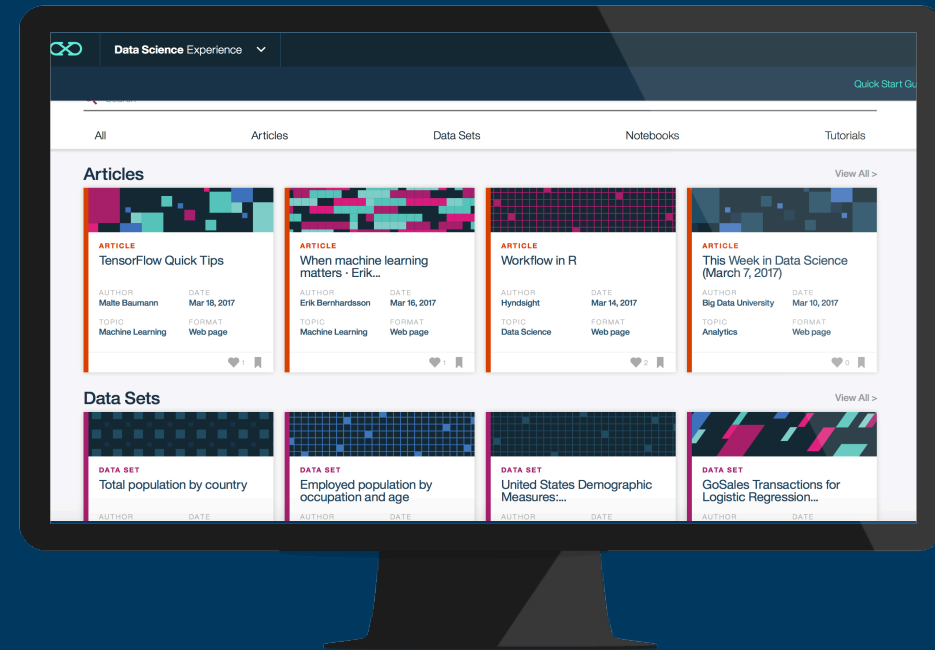 Data Science Experience
Quick Start Gu
All Articles Data Sets Notebooks Tutorials
Articles View All >
ARTICLE
TensorFlow Quick Tips
AUTHOR DATE
Malte Baumann Mar 18, 2017
TOPIC FORMAT
Machine Learning Web page
1
ARTICLE
When machine learning
matters · Erik...
AUTHOR DATE
Erik Bernhardsson Mar 16, 2017
TOPIC FORMAT
Machine Learning Web page
1
ARTICLE
Workflow in R
AUTHOR DATE
Hyndsight Mar 14, 2017
TOPIC FORMAT
Data Science Web page
2
ARTICLE
This Week in Data Science
(March 7, 2017)
AUTHOR DATE
Big Data University Mar 10, 2017
TOPIC FORMAT
Analytics Web page
0
Data Sets View All >
DATA SET
Total population by country
AUTHOR DATE
DATA SET
Employed population by
occupation and age
AUTHOR DATE
DATA SET
United States Demographic
Measures:...
AUTHOR DATE
DATA SET
GoSales Transactions for
Logistic Regression...
AUTHOR DATE